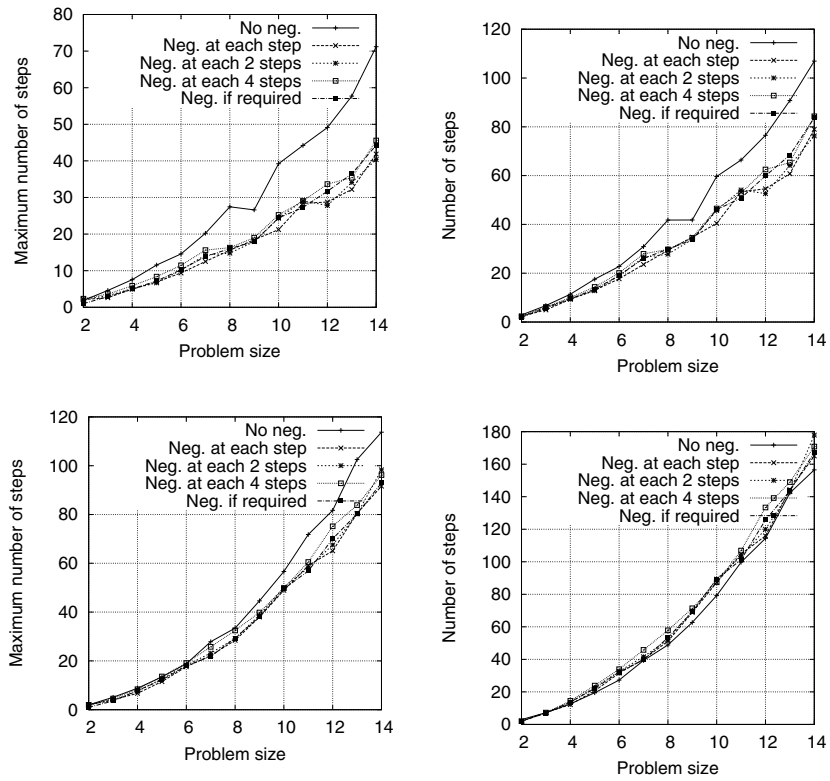 80
70
60
50
40
30
20
10
0
Maximum number of steps
No neg.
Neg. at each step
Neg. at each 2 steps
Neg. at each 4 steps
Neg. if required
2 4 6 8 10 12 14
Problem size
120
100
80
60
40
20
0
Number of steps
No neg.
Neg. at each step
Neg. at each 2 steps
Neg. at each 4 steps
Neg. if required
2 4 6 8 10 12 14
Problem size
120
100
80
60
40
20
0
Maximum number of steps
No neg.
Neg. at each step
Neg. at each 2 steps
Neg. at each 4 steps
Neg. if required
2 4 6 8 10 12 14
Problem size
180
160
140
120
100
80
60
40
20
0
Number of steps
No neg.
Neg. at each step
Neg. at each 2 steps
Neg. at each 4 steps
Neg. if required
2 4 6 8 10 12 14
Problem size